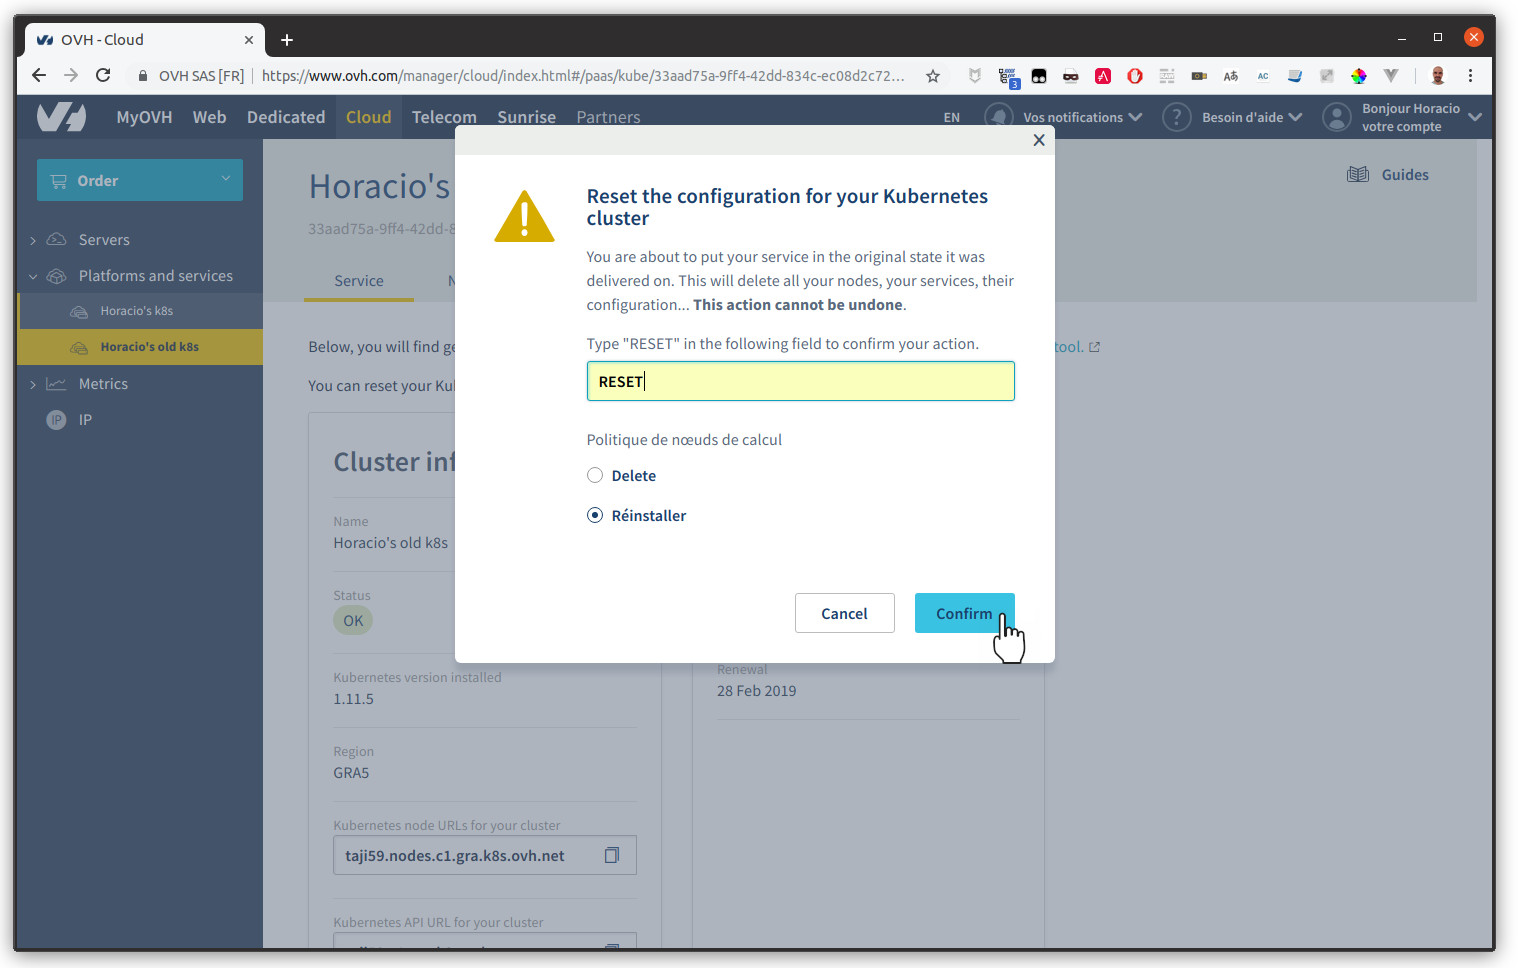 OVH - Cloud
OVH SAS [FR] https://www.ovh.com/manager/cloud/index.html#/paas/kube/33aad75a-9ff4-42dd-834c-ec08d2c72...
3
AC
MyOVH Web Dedicated Cloud Telecom Sunrise Partners EN Vos notifications ? Besoin d'aide Bonjour Horacio
votre compte
Order
Servers
Platforms and services
Horacio's k8s
Horacio's old k8s
Metrics
IP IP
Horacio's
33aad75a-9ff4-42dd-8
Guides
Service N
Below, you will find ge
tool.
You can reset your Ku
Cluster inf
Name
Horacio's old k8s
Status
OK
Kubernetes version installed
1.11.5
Region
GRA5
Kubernetes node URLs for your cluster
taji59.nodes.c1.gra.k8s.ovh.net
Kubernetes API URL for your cluster
Renewal
28 Feb 2019
Reset the configuration for your Kubernetes
cluster
You are about to put your service in the original state it was
delivered on. This will delete all your nodes, your services, their
configuration... This action cannot be undone.
Type "RESET" in the following field to confirm your action.
RESET
Politique de nœuds de calcul
Delete
Réinstaller
Cancel Confirm